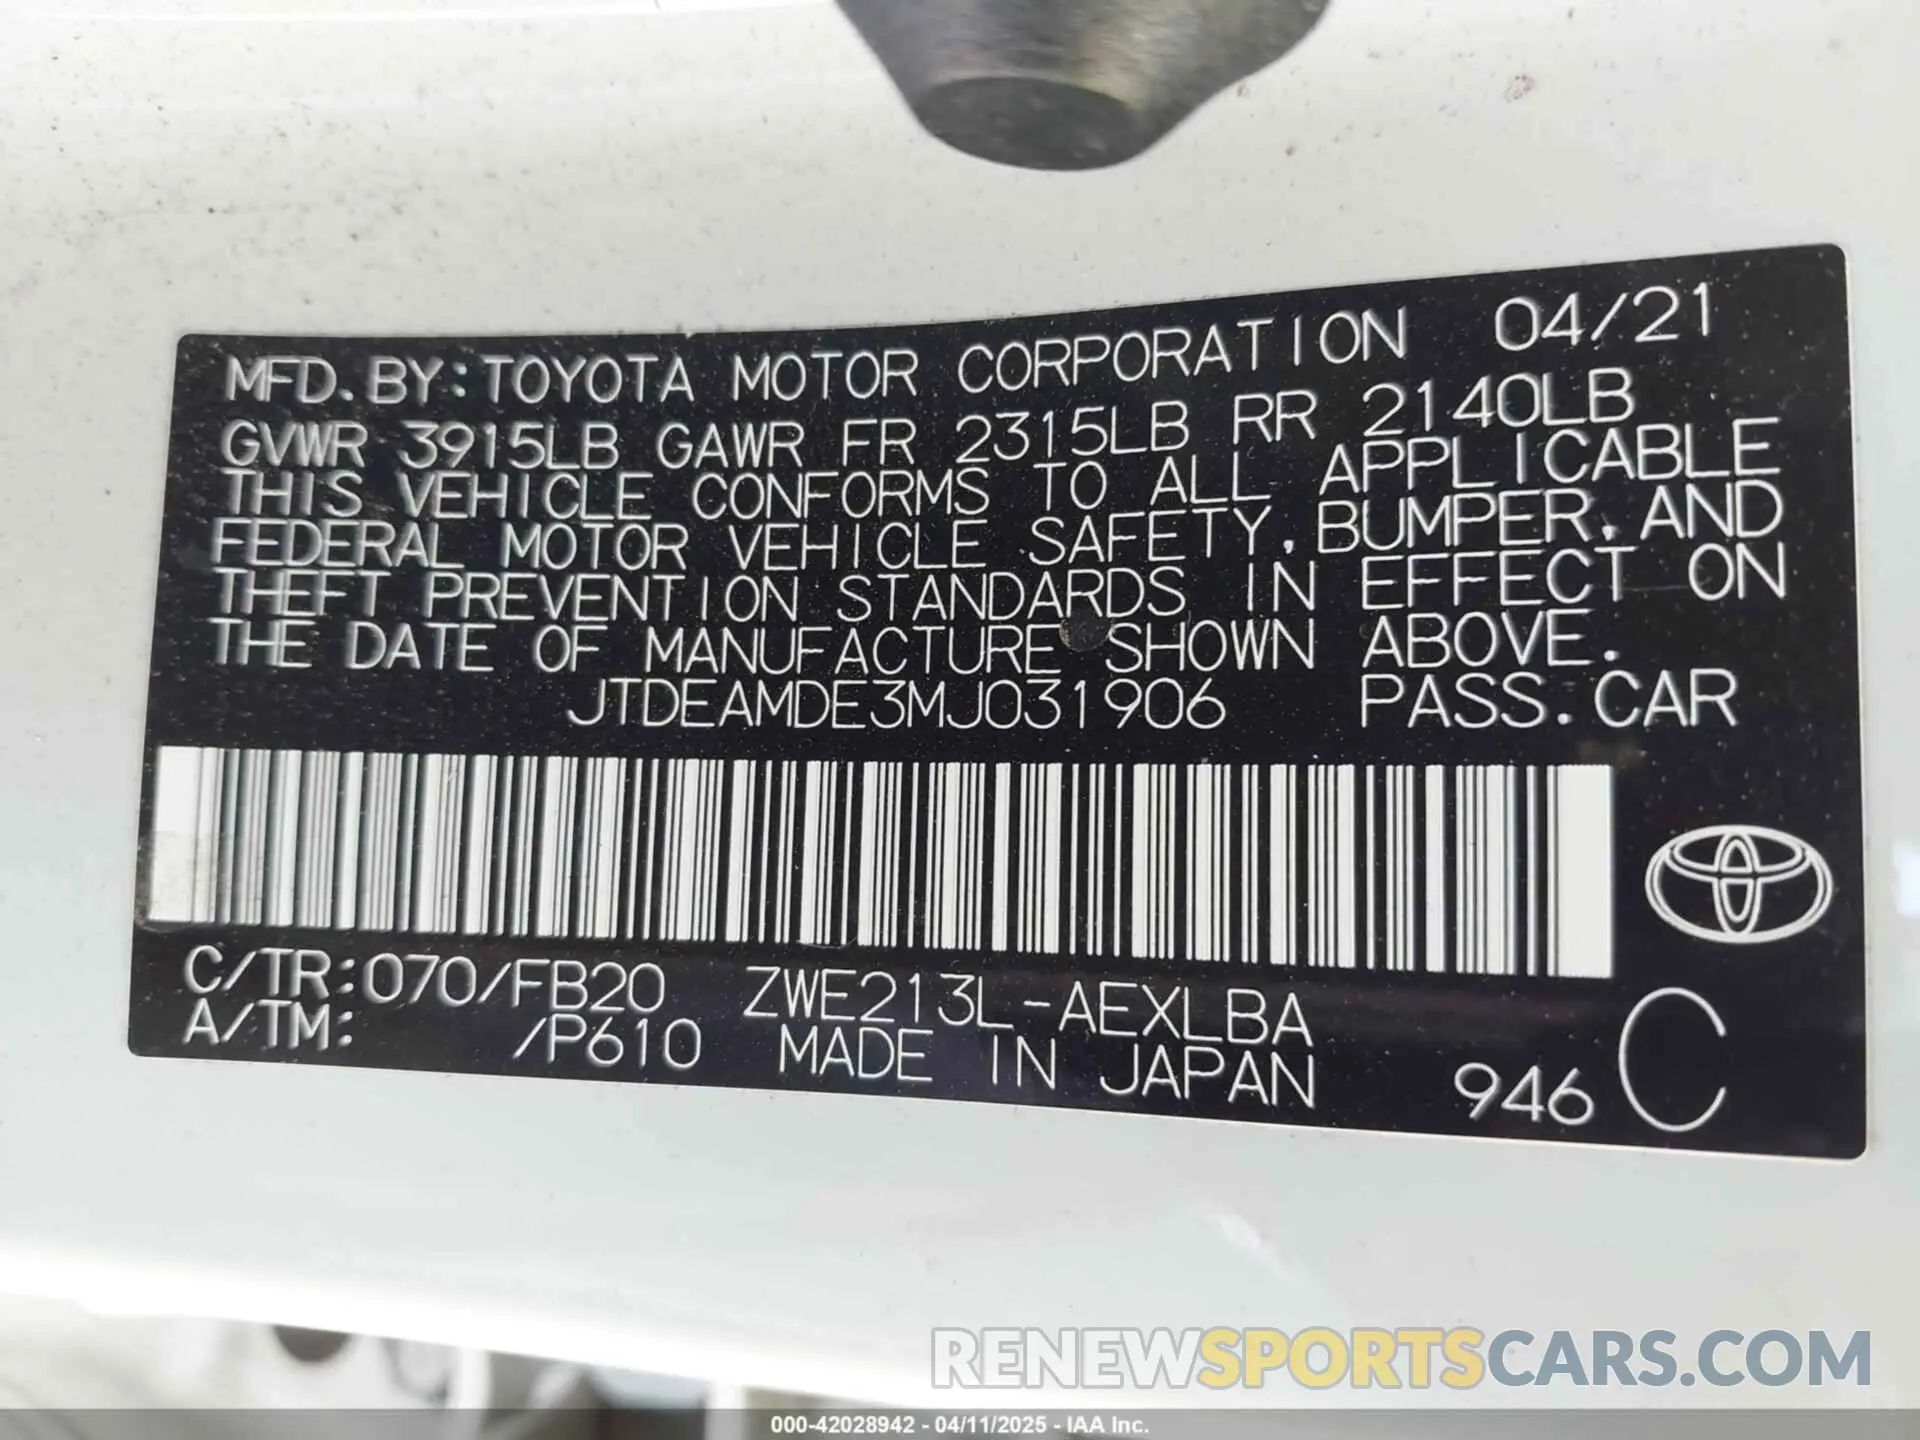 MFD. BY: TOYOTA MOTOR CORPORATION 04/21
GVWR 3915LB GAWR FR 2315LB RR 2140LB
THIS VEHICLE CONFORMS TO ALL APPLICABLE
FEDERAL MOTOR VEHICLE SAFETY, BUMPER, AND
THEFT PREVENTION STANDARDS IN EFFECT ON
THE DATE OF MANUFACTURE SHOWN ABOVE.
JTDEAMDE3MJ031906 PASS. CAR
C/TR: 070/FB20 ZWE213L-AEXLBA
A/TM: /P610 MADE IN JAPAN 946 C
RENEWSPORTSCARS.COM
000-42028942 - 04/11/2025 - IAA Inc.